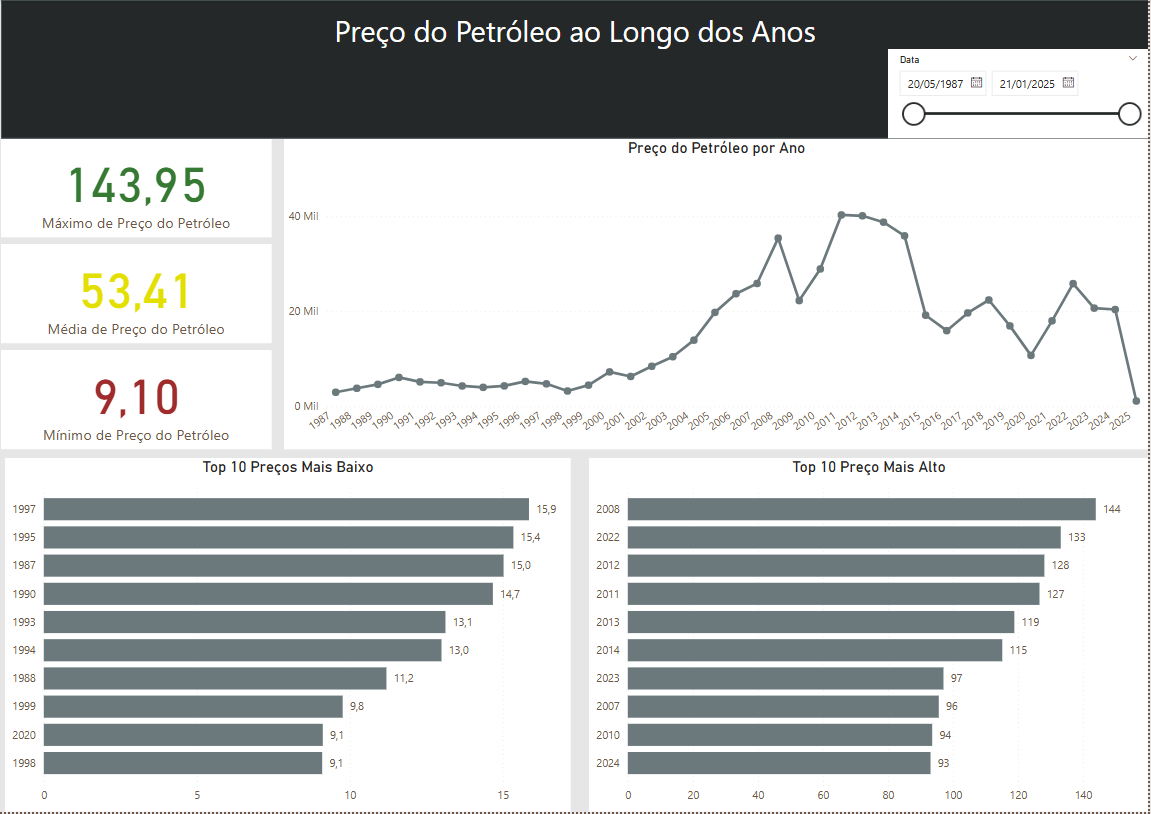 Preço do Petróleo ao Longo dos Anos
Data
20/05/1987 21/01/2025
143,95
Máximo de Preço do Petróleo
53,41
Média de Preço do Petróleo
9,10
Mínimo de Preço do Petróleo
Preço do Petróleo por Ano
40 Mil
20 Mil
0 Mil
1987 1988 1989 1990 1991 1992 1993 1994 1995 1996 1997 1998 1999 2000 2001 2002 2003 2004 2005 2006 2007 2008 2009 2010 2011 2012 2013 2014 2015 2016 2017 2018 2019 2020 2021 2022 2023 2024 2025
Top 10 Preços Mais Baixo
1997 15,9
1995 15,4
1987 15,0
1990 14,7
1993 13,1
1994 13,0
1988 11,2
1999 9,8
2020 9,1
1998 9,1
0 5 10 15
Top 10 Preço Mais Alto
2008 144
2022 133
2012 128
2011 127
2013 119
2014 115
2023 97
2007 96
2010 94
2024 93
0 20 40 60 80 100 120 140